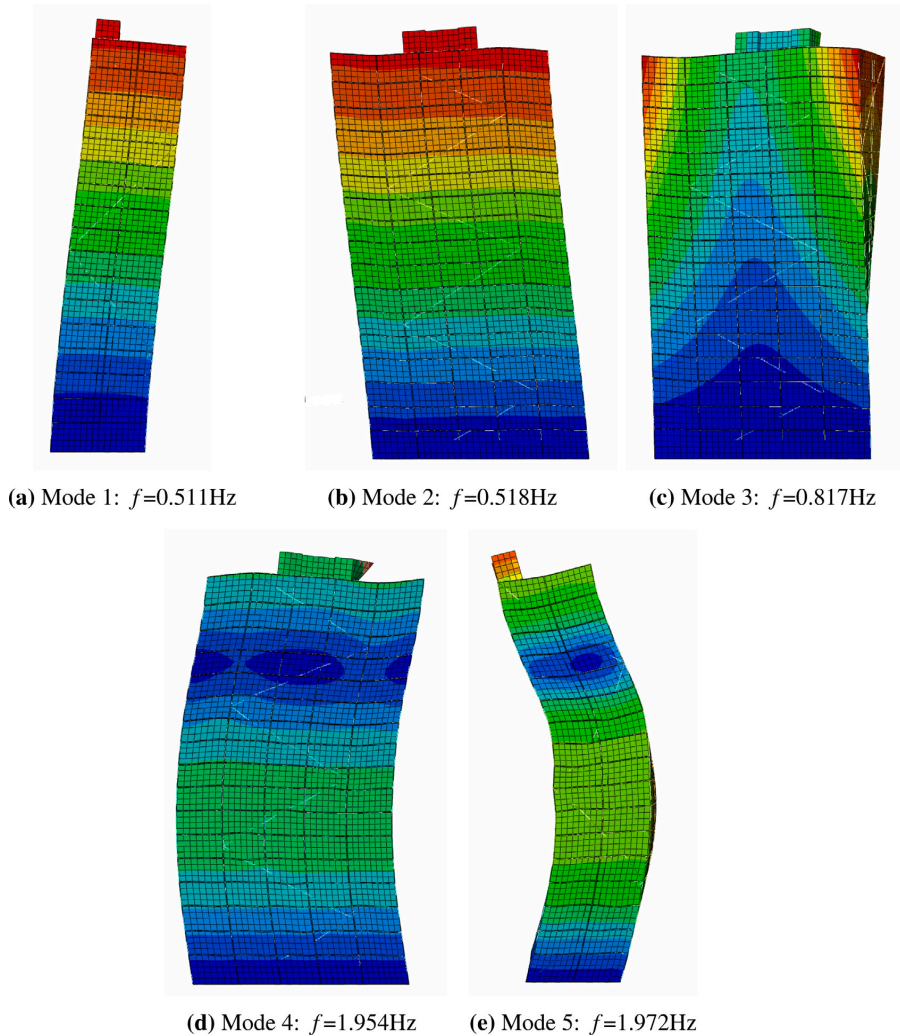 (a) Mode 1: f=0.511Hz
(b) Mode 2: f=0.518Hz
(c) Mode 3: f=0.817Hz
(d) Mode 4: f=1.954Hz
(e) Mode 5: f=1.972Hz